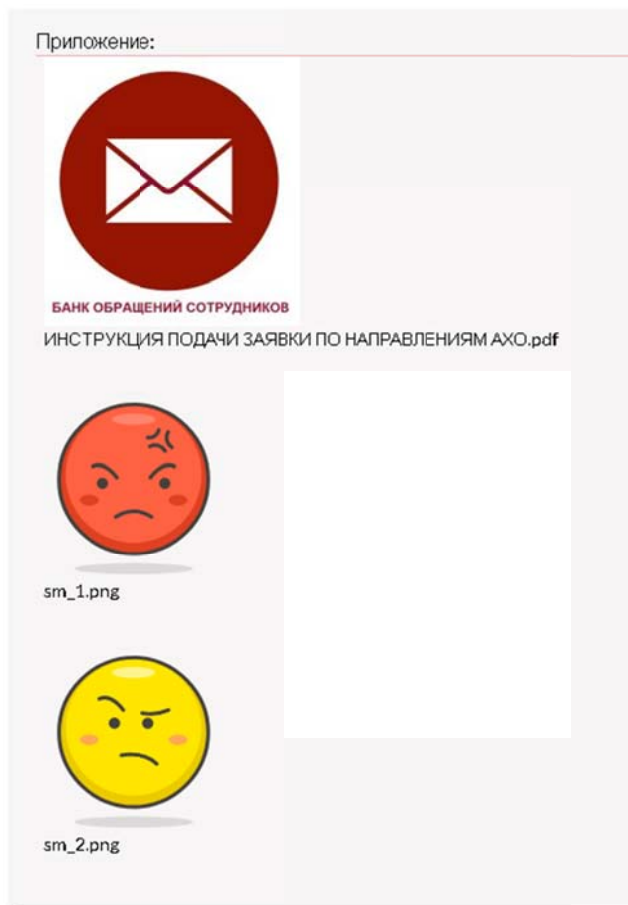 Приложение:
БАНК ОБРАЩЕНИЙ СОТРУДНИКОВ
ИНСТРУКЦИЯ ПОДАЧИ ЗАЯВКИ ПО НАПРАВЛЕНИЯМ АХО.pdf
sm_1.png
sm_2.png